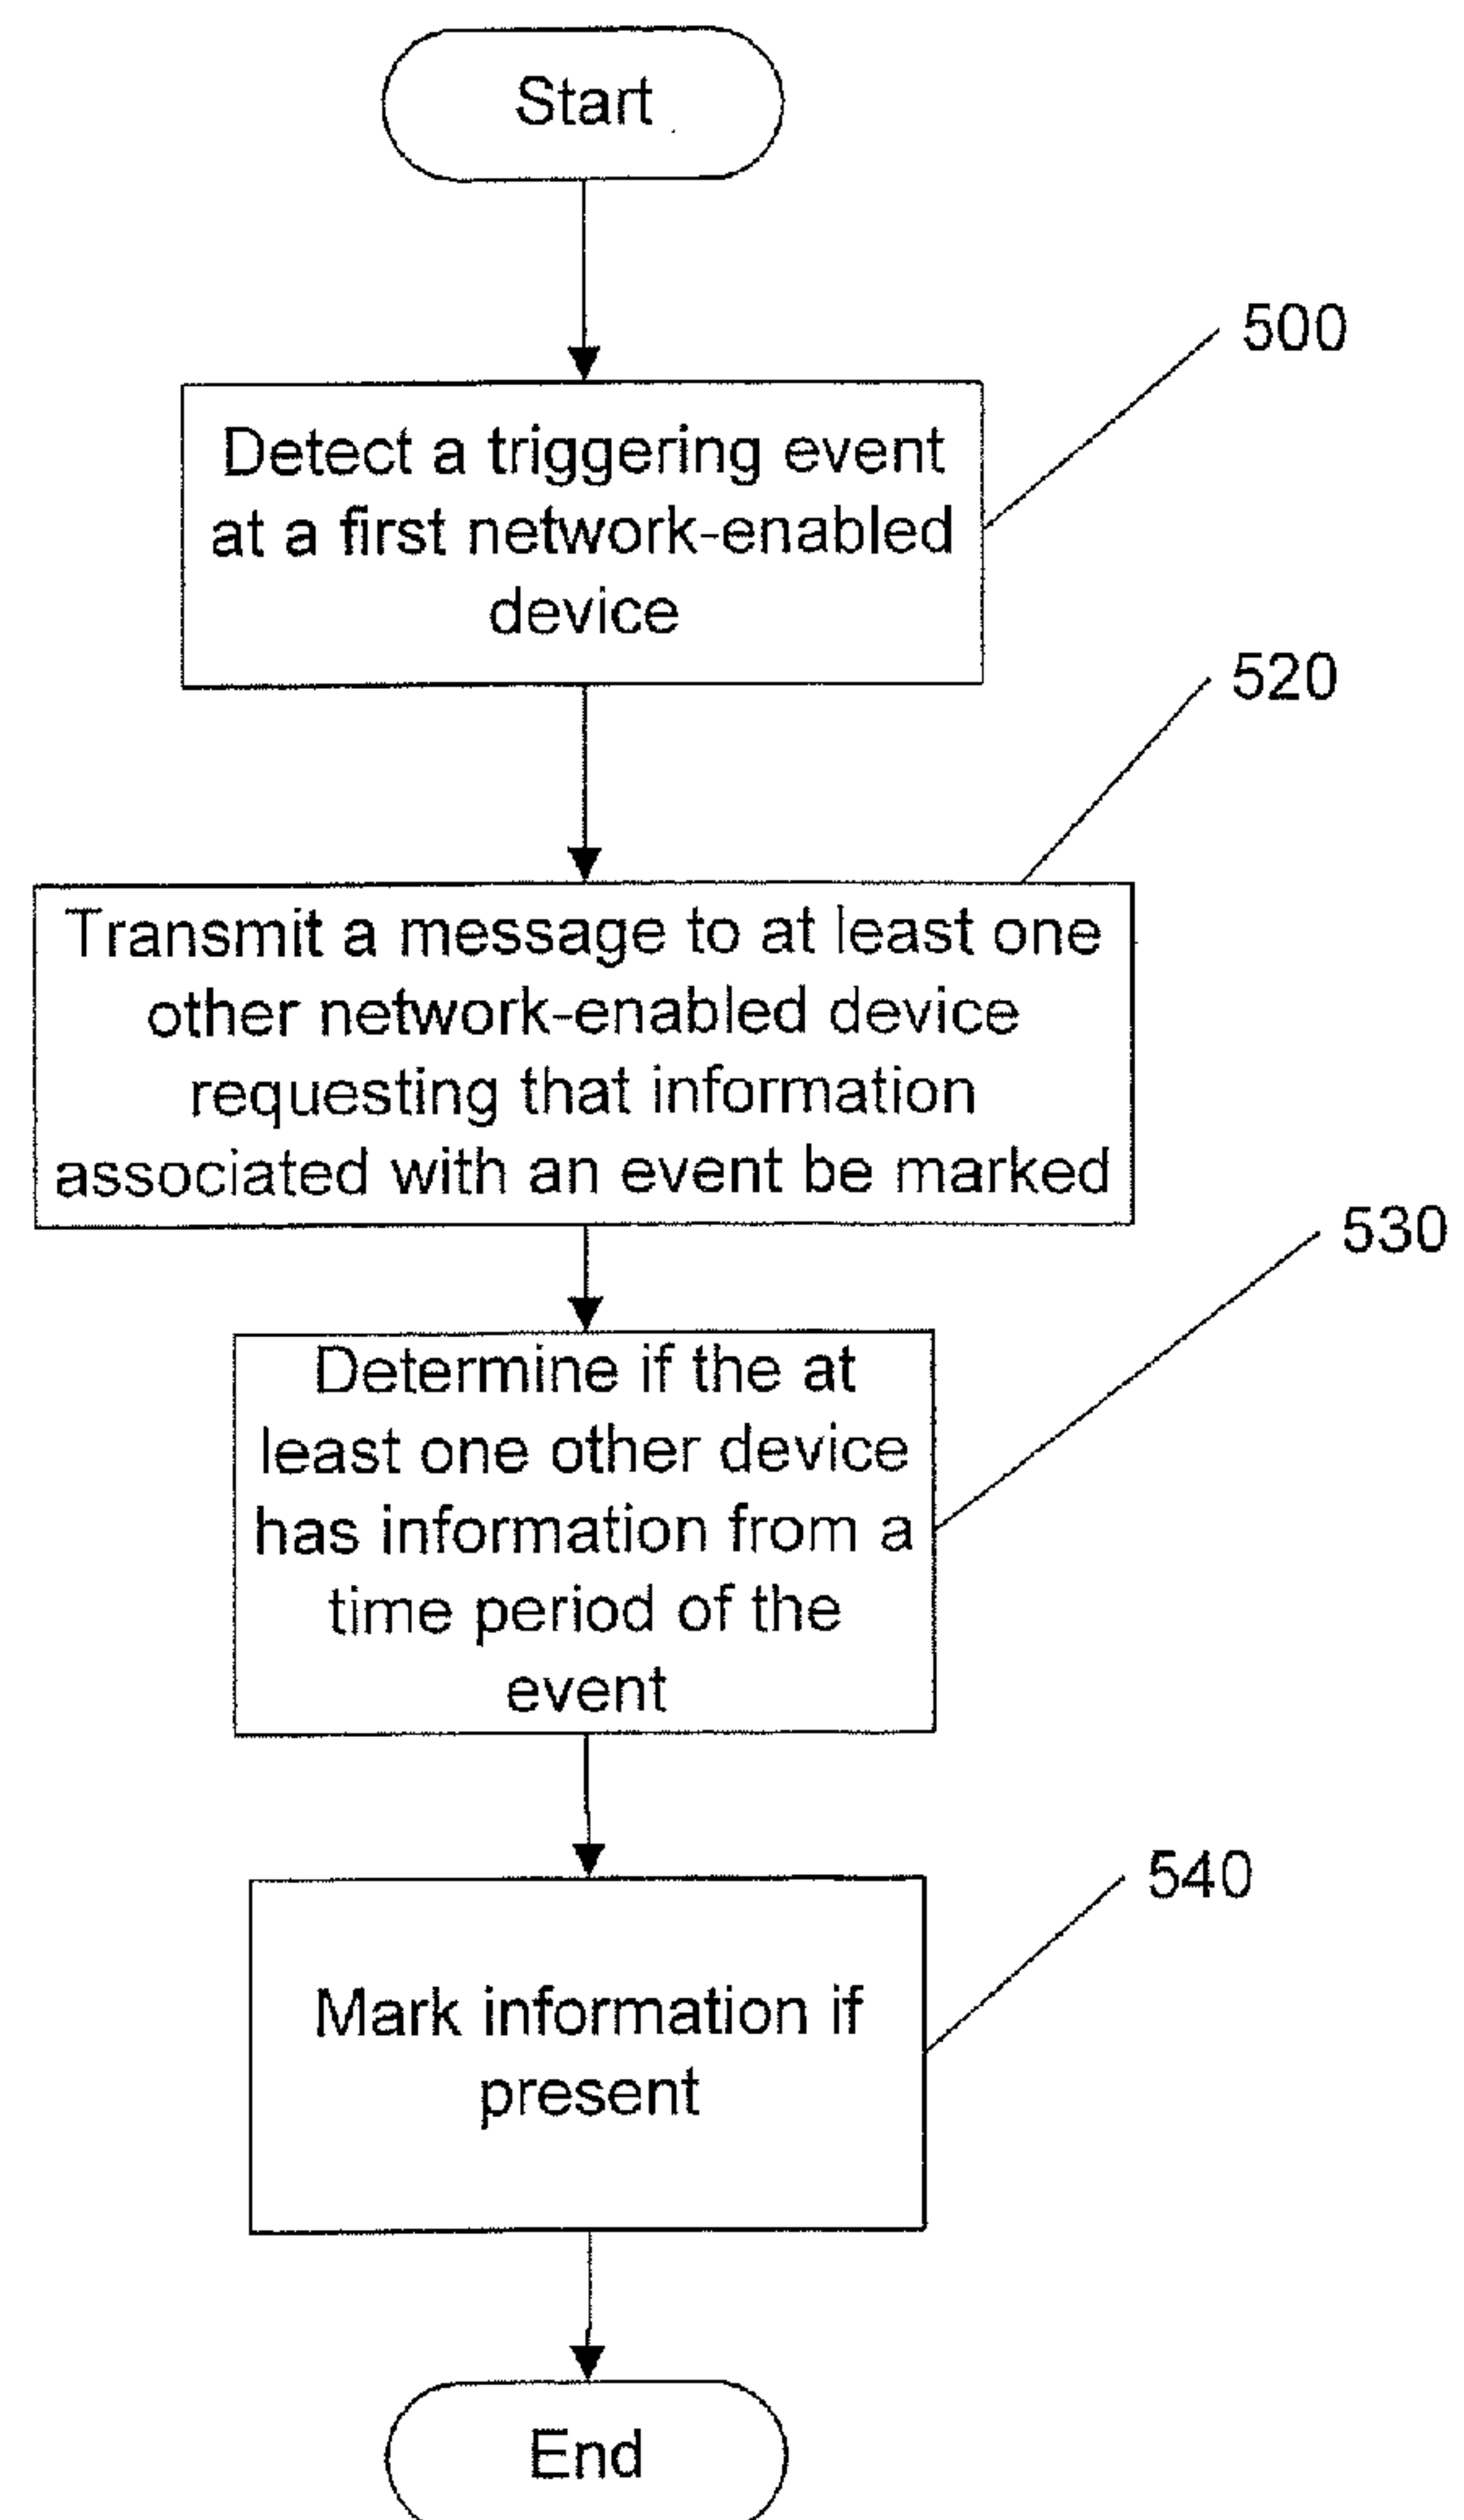 Start
500
Detect a triggering event
at a first network-enabled
device
520
Transmit a message to at least one
other network-enabled device
requesting that information
associated with an event be marked
530
Determine if the at
least one other device
has information from a
time period of the
event
540
Mark information if
present
End